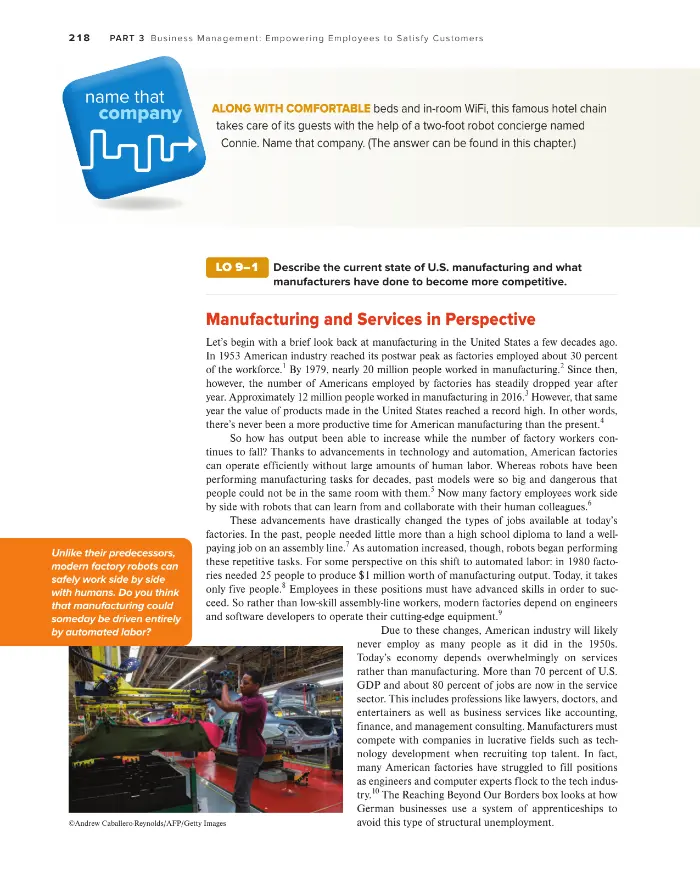 218 PART 3 Business Management: Empowering Employees to Satisfy Customers
name that
company
ALONG WITH COMFORTABLE beds and in-room WiFi, this famous hotel chain
takes care of its guests with the help of a two-foot robot concierge named
Connie. Name that company. (The answer can be found in this chapter.)
LO 9–1 Describe the current state of U.S. manufacturing and what
manufacturers have done to become more competitive.
Manufacturing and Services in Perspective
Let's begin with a brief look back at manufacturing in the United States a few decades ago.
In 1953 American industry reached its postwar peak as factories employed about 30 percent
of the workforce.1 By 1979, nearly 20 million people worked in manufacturing.2 Since then,
however, the number of Americans employed by factories has steadily dropped year after
year. Approximately 12 million people worked in manufacturing in 2016.3 However, that same
year the value of products made in the United States reached a record high. In other words,
there's never been a more productive time for American manufacturing than the present.4
So how has output been able to increase while the number of factory workers con-
tinues to fall? Thanks to advancements in technology and automation, American factories
can operate efficiently without large amounts of human labor. Whereas robots have been
performing manufacturing tasks for decades, past models were so big and dangerous that
people could not be in the same room with them.5 Now many factory employees work side
by side with robots that can learn from and collaborate with their human colleagues.6
These advancements have drastically changed the types of jobs available at today's
factories. In the past, people needed little more than a high school diploma to land a well-
paying job on an assembly line.7 As automation increased, though, robots began performing
these repetitive tasks. For some perspective on this shift to automated labor: in 1980 facto-
ries needed 25 people to produce $1 million worth of manufacturing output. Today, it takes
only five people.8 Employees in these positions must have advanced skills in order to suc-
ceed. So rather than low-skill assembly-line workers, modern factories depend on engineers
and software developers to operate their cutting-edge equipment.9
Unlike their predecessors,
modern factory robots can
safely work side by side
with humans. Do you think
that manufacturing could
someday be driven entirely
by automated labor?
Due to these changes, American industry will likely
never employ as many people as it did in the 1950s.
Today's economy depends overwhelmingly on services
rather than manufacturing. More than 70 percent of U.S.
GDP and about 80 percent of jobs are now in the service
sector. This includes professions like lawyers, doctors, and
entertainers as well as business services like accounting,
finance, and management consulting. Manufacturers must
compete with companies in lucrative fields such as tech-
nology development when recruiting top talent. In fact,
many American factories have struggled to fill positions
as engineers and computer experts flock to the tech indus-
try.10 The Reaching Beyond Our Borders box looks at how
German businesses use a system of apprenticeships to
avoid this type of structural unemployment.
©Andrew Caballero-Reynolds/AFP/Getty Images